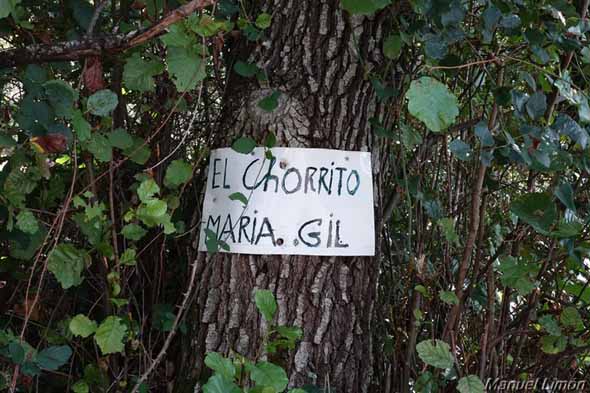 EL CHORRITO
MARIA. GIL
Manuel Limón